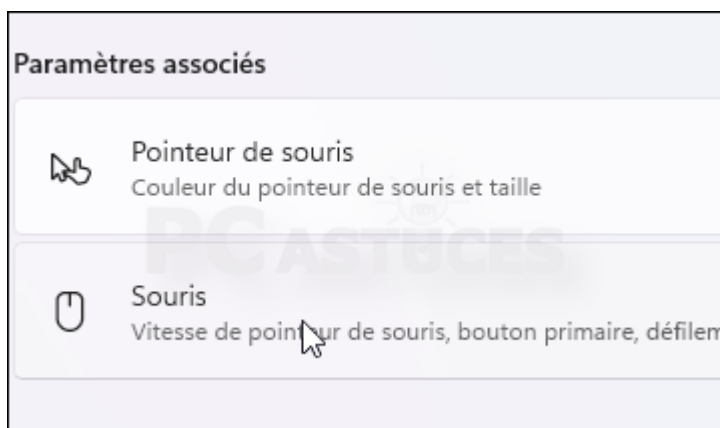 Paramètres associés
Pointeur de souris
Couleur du pointeur de souris et taille
PC ASTUCES
Souris
Vitesse de pointeur de souris, bouton primaire, défilem